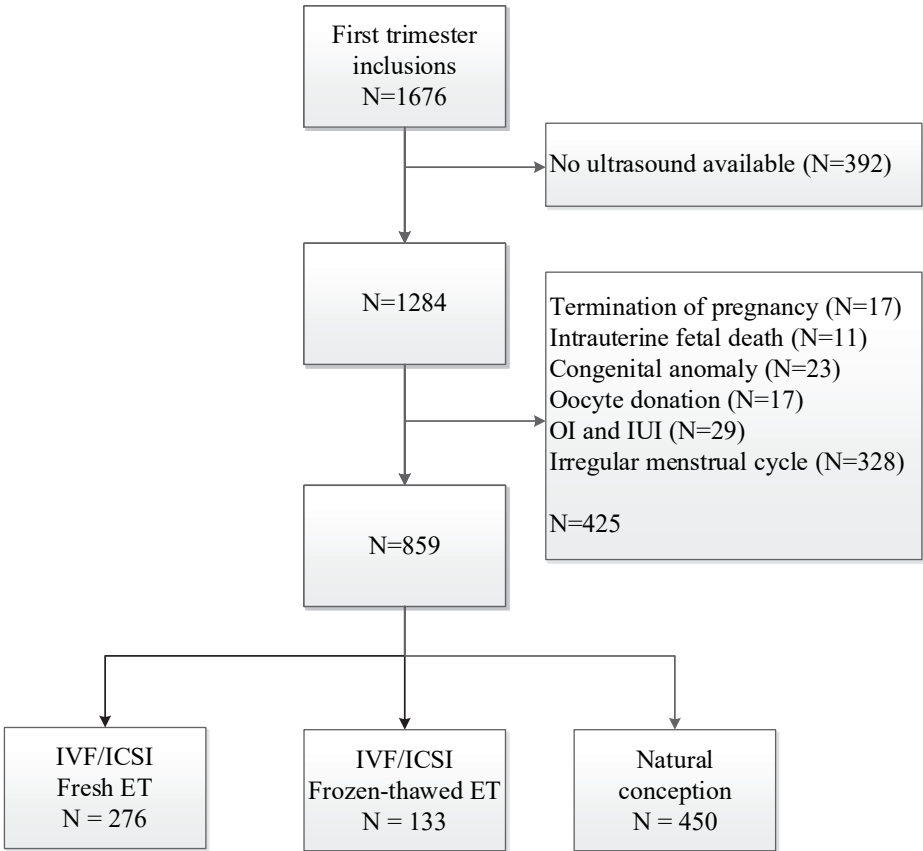 First trimester
inclusions
N=1676
No ultrasound available (N=392)
N=1284
Termination of pregnancy (N=17)
Intrauterine fetal death (N=11)
Congenital anomaly (N=23)
Oocyte donation (N=17)
OI and IUI (N=29)
Irregular menstrual cycle (N=328)
N=425
N=859
IVF/ICSI
Fresh ET
N = 276
IVF/ICSI
Frozen-thawed ET
N = 133
Natural
conception
N = 450